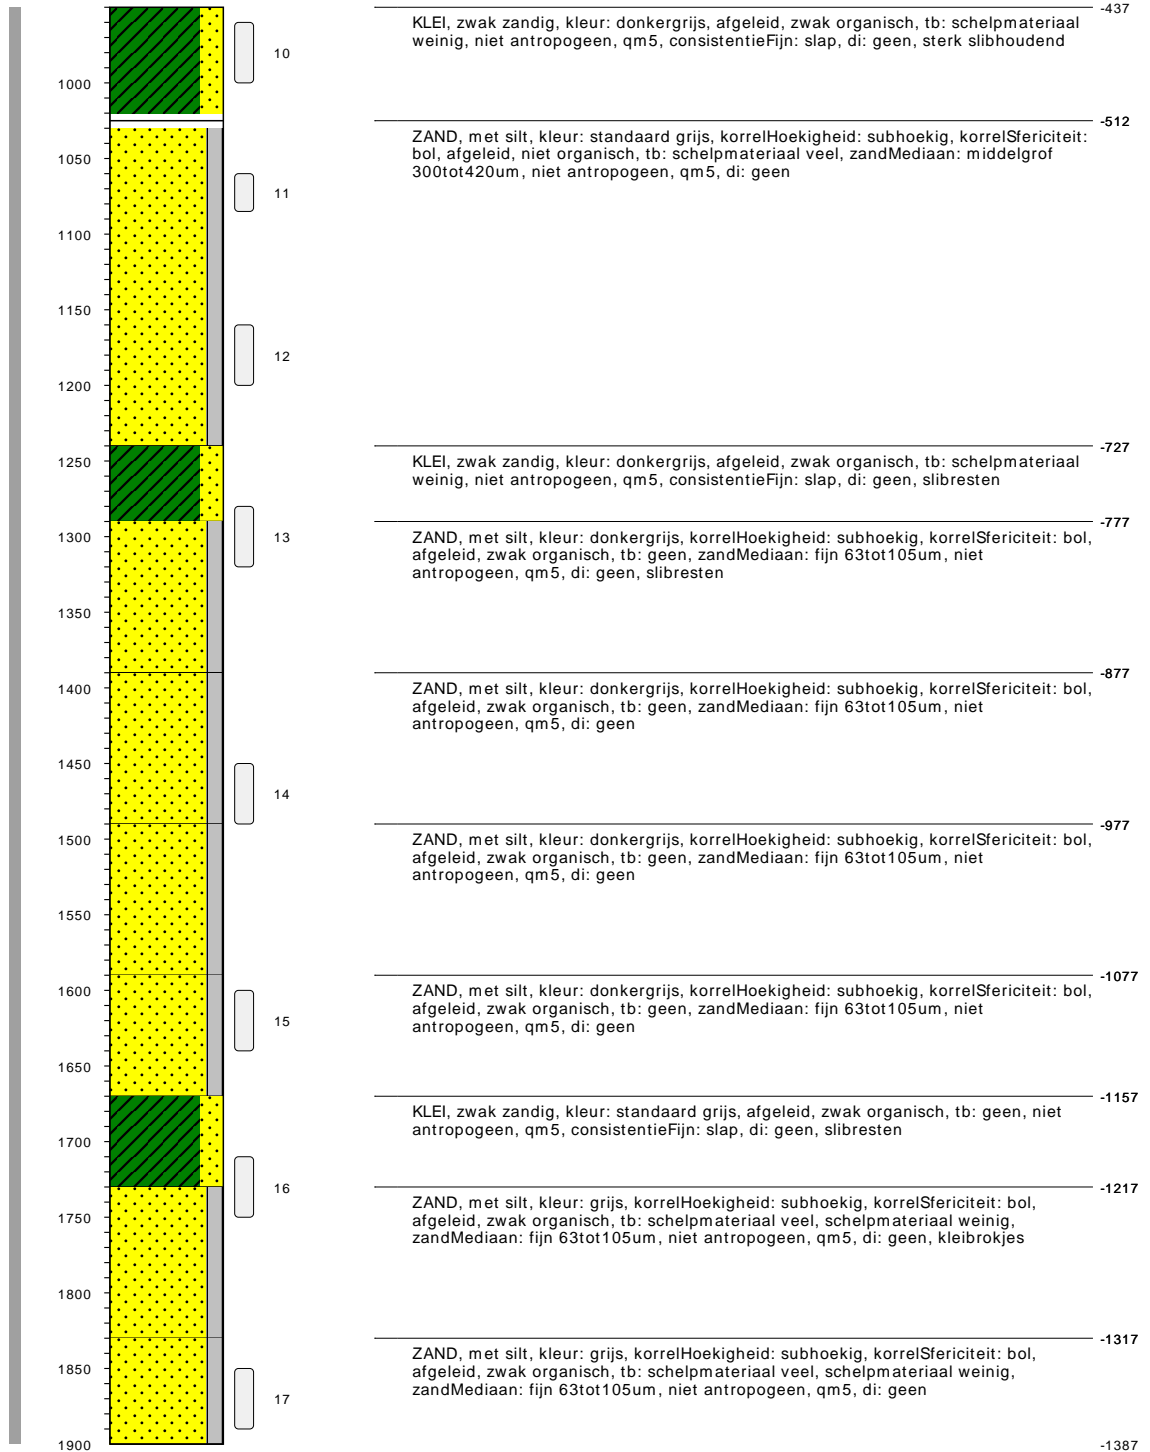 -437
KLEI, zwak zandig, kleur: donkergrijs, afgeleid, zwak organisch, tb: schelpmateriaal
weinig, niet antropogeen, qm5, consistentieFijn: slap, di: geen, sterk slibhoudend
10
1000
-512
ZAND, met silt, kleur: standaard grijs, korrelHoekigheid: subhoekig, korrelSfericiteit:
bol, afgeleid, niet organisch, tb: schelpmateriaal veel, zandMediaan: middelgrof
300tot420um, niet antropogeen, qm5, di: geen
1050
11
1100
1150
12
1200
-727
KLEI, zwak zandig, kleur: donkergrijs, afgeleid, zwak organisch, tb: schelpmateriaal
weinig, niet antropogeen, qm5, consistentieFijn: slap, di: geen, slibresten
1250
-777
ZAND, met silt, kleur: donkergrijs, korrelHoekigheid: subhoekig, korrelSfericiteit: bol,
afgeleid, zwak organisch, tb: geen, zandMediaan: fijn 63tot105um, niet
antropogeen, qm5, di: geen, slibresten
1300
13
1350
-877
ZAND, met silt, kleur: donkergrijs, korrelHoekigheid: subhoekig, korrelSfericiteit: bol,
afgeleid, zwak organisch, tb: geen, zandMediaan: fijn 63tot105um, niet
antropogeen, qm5, di: geen
1400
1450
14
-977
ZAND, met silt, kleur: donkergrijs, korrelHoekigheid: subhoekig, korrelSfericiteit: bol,
afgeleid, zwak organisch, tb: geen, zandMediaan: fijn 63tot105um, niet
antropogeen, qm5, di: geen
1500
1550
-1077
ZAND, met silt, kleur: donkergrijs, korrelHoekigheid: subhoekig, korrelSfericiteit: bol,
afgeleid, zwak organisch, tb: geen, zandMediaan: fijn 63tot105um, niet
antropogeen, qm5, di: geen
1600
15
1650
-1157
KLEI, zwak zandig, kleur: standaard grijs, afgeleid, zwak organisch, tb: geen, niet
antropogeen, qm5, consistentieFijn: slap, di: geen, slibresten
1700
16
-1217
ZAND, met silt, kleur: grijs, korrelHoekigheid: subhoekig, korrelSfericiteit: bol,
afgeleid, zwak organisch, tb: schelpmateriaal veel, schelpmateriaal weinig,
zandMediaan: fijn 63tot105um, niet antropogeen, qm5, di: geen, kleibrokjes
1750
1800
-1317
ZAND, met silt, kleur: grijs, korrelHoekigheid: subhoekig, korrelSfericiteit: bol,
afgeleid, zwak organisch, tb: schelpmateriaal veel, schelpmateriaal weinig,
zandMediaan: fijn 63tot105um, niet antropogeen, qm5, di: geen
1850
17
1900
-1387